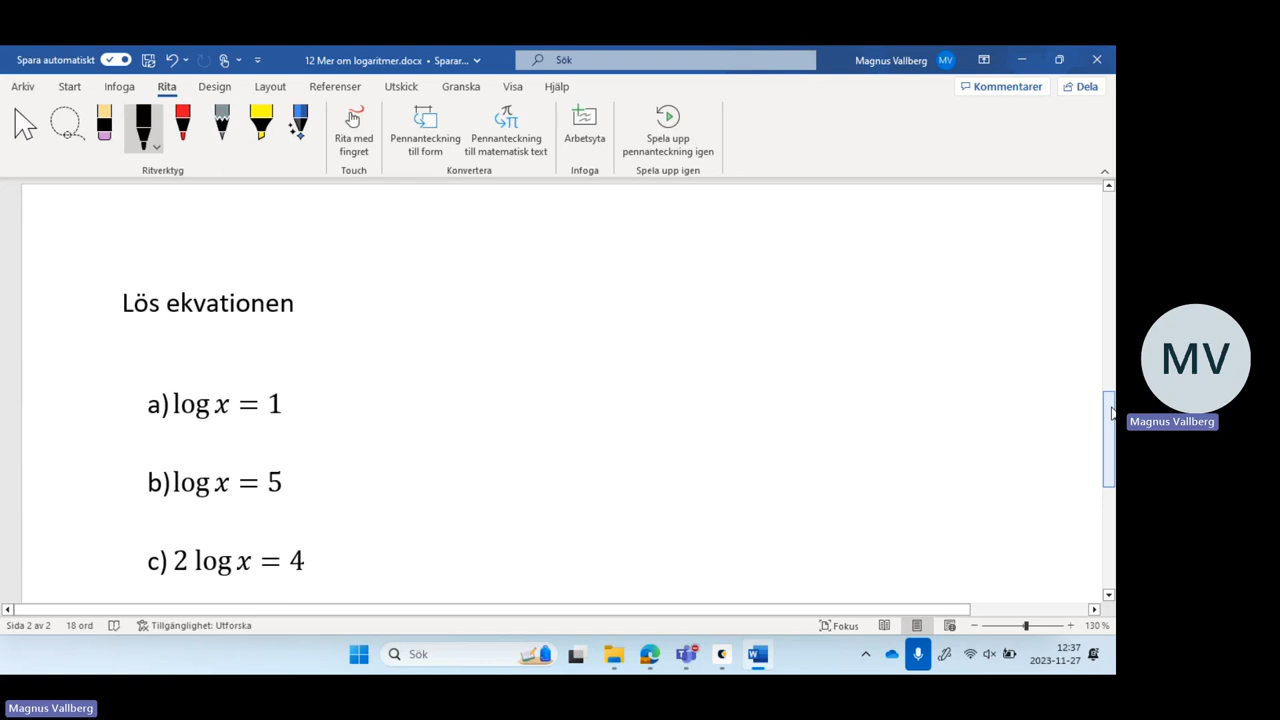 Spara automatiskt
12 Mer om logaritmer.docx • Sparar...
Sök
Magnus Vallberg MV
Arkiv Start Infoga Rita Design Layout Referenser Utskick Granska Visa Hjälp
Kommentarer Dela
Rita med fingret
Pennanteckning till form
Pennanteckning till matematisk text
Arbetsyta
Spela upp pennanteckning igen
Ritverktyg Touch Konvertera Infoga Spela upp igen
Lös ekvationen
a) log x = 1
b) log x = 5
c) 2 log x = 4
MV
Magnus Vallberg
Sida 2 av 2 18 ord Tillgänglighet: Utforska Fokus 130 %
Sök
12:37
2023-11-27
Magnus Vallberg